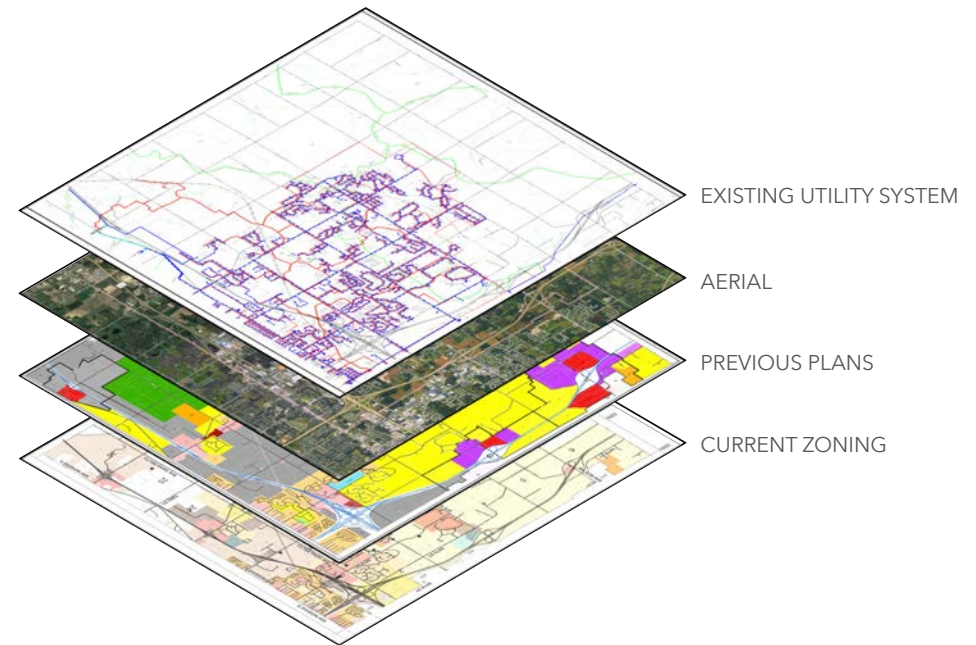 EXISTING UTILITY SYSTEM
AERIAL
PREVIOUS PLANS
CURRENT ZONING